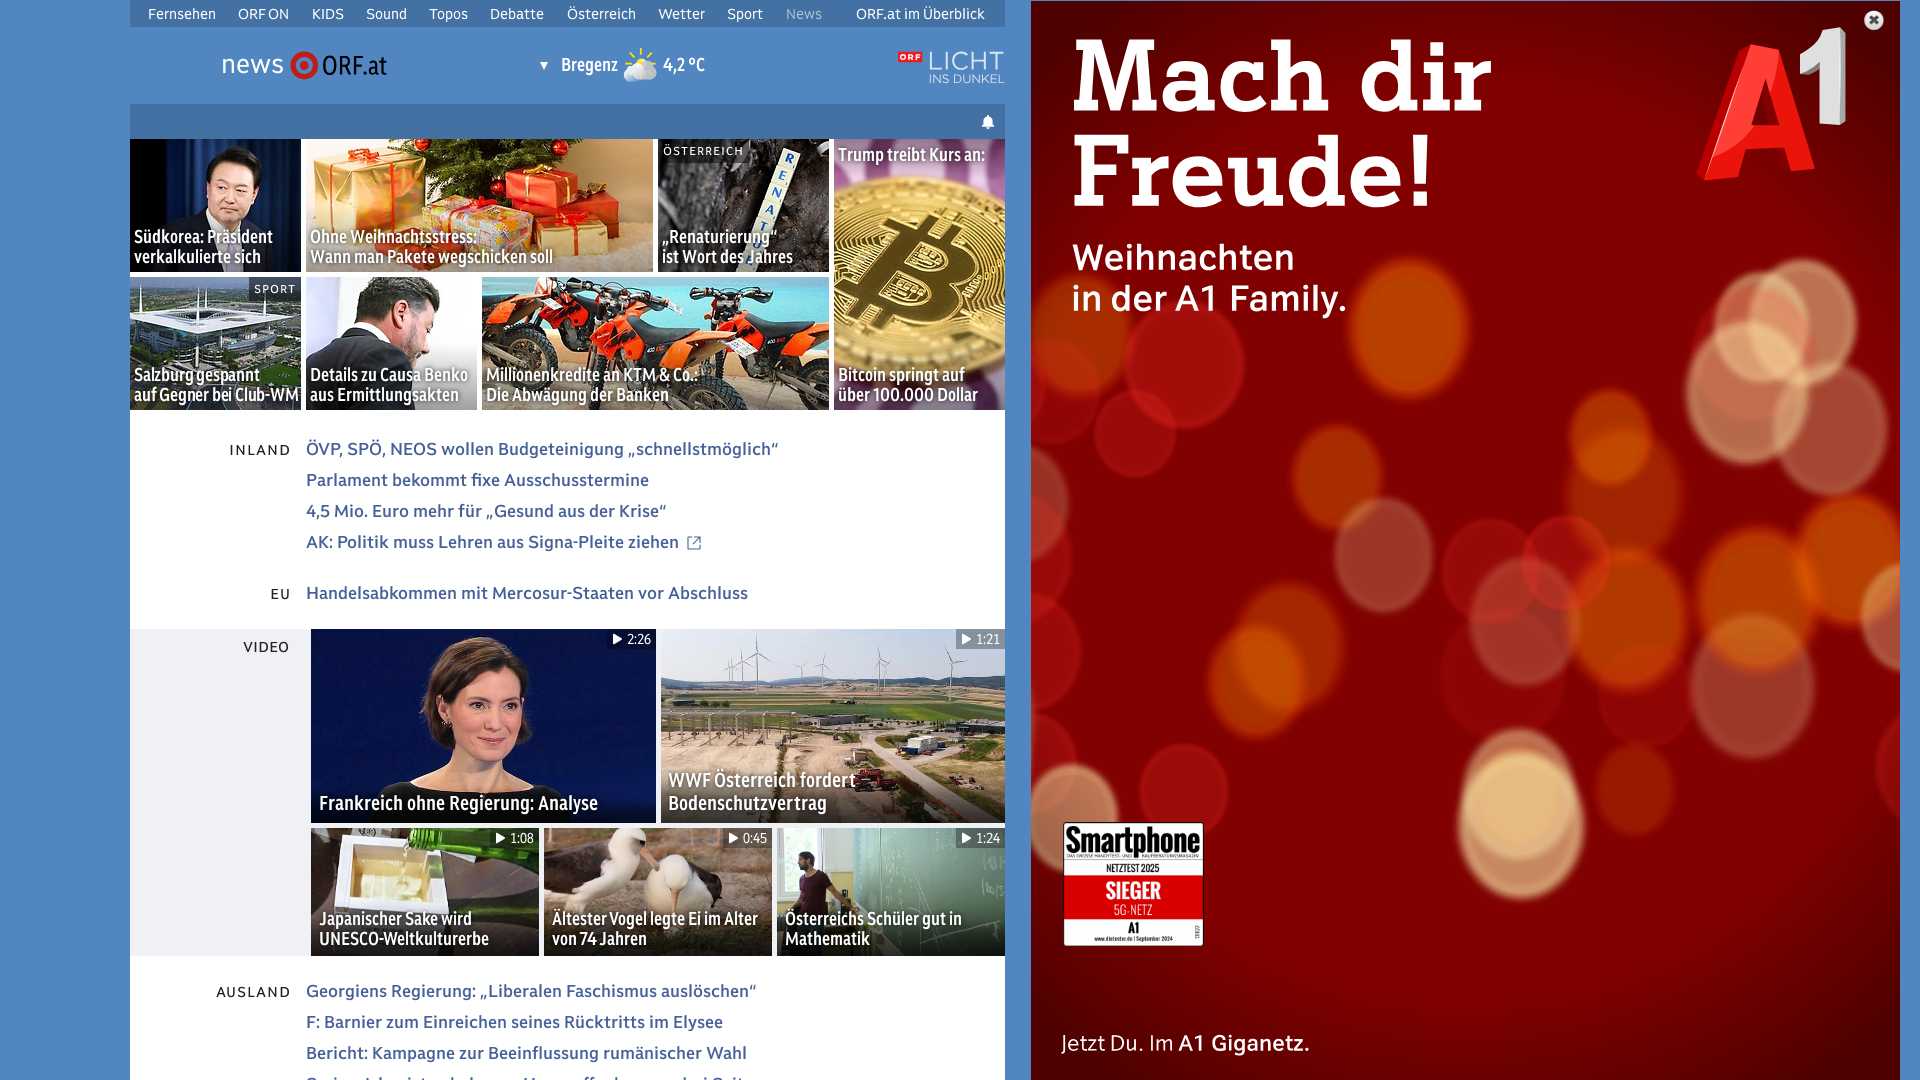 Fernsehen ORF ON KIDS Sound Topos Debatte Österreich Wetter Sport News ORF.at im Überblick
news ORF.at
▼ Bregenz 4,2 °C
ORF LICHT
INS DUNKEL
Südkorea: Präsident
verkalkulierte sich
Ohne Weihnachtsstress:
Wann man Pakete wegschicken soll
ÖSTERREICH
RENATU
„Renaturierung“
ist Wort des Jahres
Trump treibt Kurs an:
Bitcoin springt auf
über 100.000 Dollar
SPORT
Salzburg gespannt
auf Gegner bei Club-WM
Details zu Causa Benko
aus Ermittlungsakten
Millionenkredite an KTM & Co.:
Die Abwägung der Banken
INLAND
ÖVP, SPÖ, NEOS wollen Budgeteinigung „schnellstmöglich“
Parlament bekommt fixe Ausschusstermine
4,5 Mio. Euro mehr für „Gesund aus der Krise“
AK: Politik muss Lehren aus Signa-Pleite ziehen
EU
Handelsabkommen mit Mercosur-Staaten vor Abschluss
VIDEO
2:26
Frankreich ohne Regierung: Analyse
1:21
WWF Österreich fordert
Bodenschutzvertrag
1:08
Japanischer Sake wird
UNESCO-Weltkulturerbe
0:45
Ältester Vogel legte Ei im Alter
von 74 Jahren
1:24
Österreichs Schüler gut in
Mathematik
AUSLAND
Georgiens Regierung: „Liberalen Faschismus auslöschen“
F: Barnier zum Einreichen seines Rücktritts im Elysee
Bericht: Kampagne zur Beeinflussung rumänischer Wahl
Mach dir
Freude!
A1
Weihnachten
in der A1 Family.
Smartphone
NETZTEST 2025
SIEGER
5G-NETZ
A1
www.dietester.de | September 2024
Jetzt Du. Im A1 Giganetz.